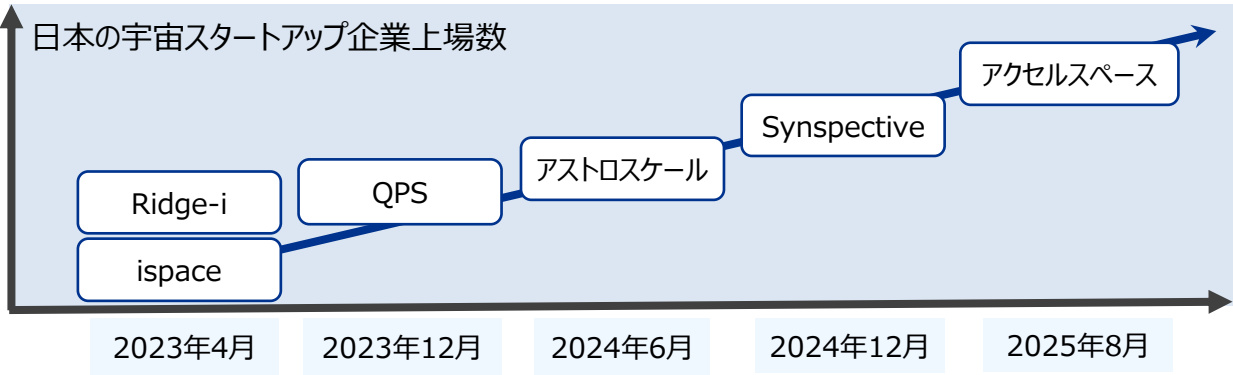 日本の宇宙スタートアップ企業上場数
アクセルスペース
Synspective
アストロスケール
QPS
Ridge-i
ispace
2023年4月
2023年12月
2024年6月
2024年12月
2025年8月